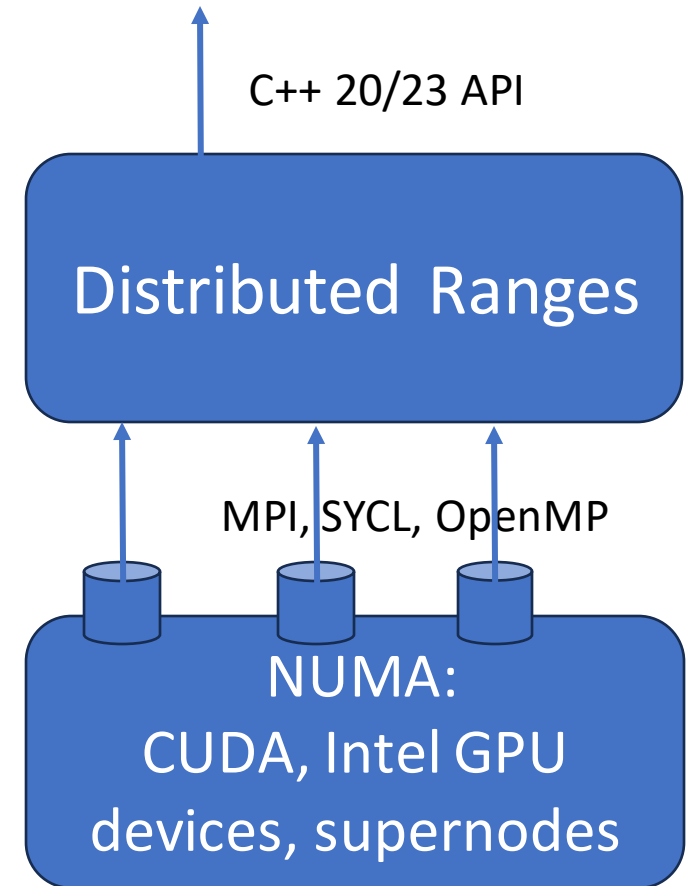 C++ 20/23 API
Distributed Ranges
MPI, SYCL, OpenMP
NUMA:
CUDA, Intel GPU
devices, supernodes